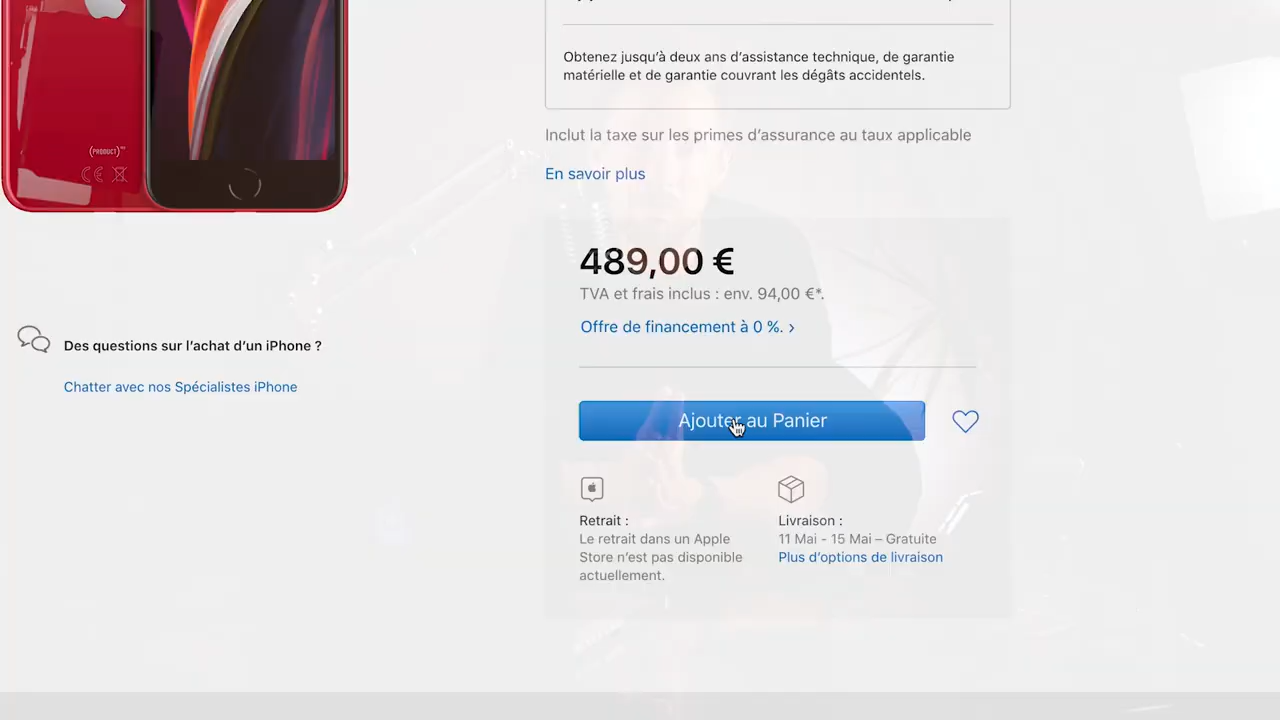 Obtenez jusqu'à deux ans d'assistance technique, de garantie
matérielle et de garantie couvrant les dégâts accidentels.
Inclut la taxe sur les primes d'assurance au taux applicable
En savoir plus
(PRODUCT)
CE
489,00 €
TVA et frais inclus : env. 94,00 €*.
Offre de financement à 0 %. ›
Des questions sur l'achat d'un iPhone ?
Chatter avec nos Spécialistes iPhone
Ajouter au Panier
Retrait :
Le retrait dans un Apple
Store n'est pas disponible
actuellement.
Livraison :
11 Mai - 15 Mai – Gratuite
Plus d'options de livraison